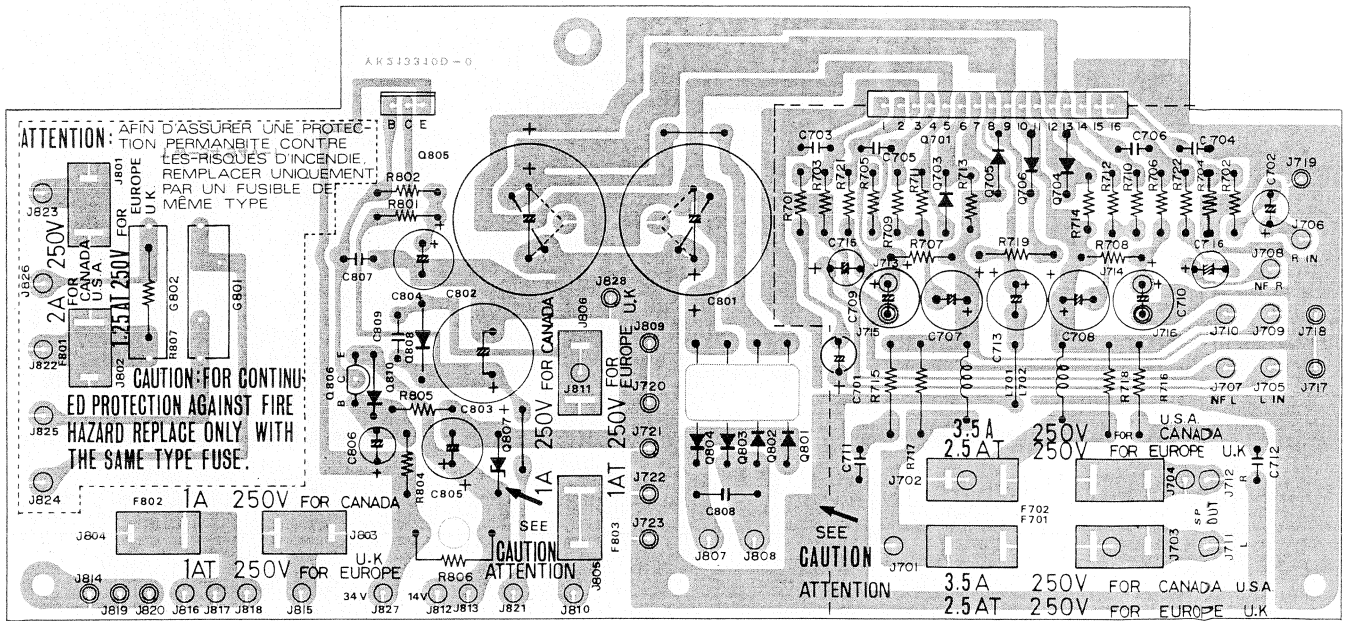 AK243310D-0
B C E
Q805
ATTENTION: AFIN D'ASSURER UNE PROTEC-
TION PERMANBITE CONTRE
LES RISQUES D'INCENDIE.
REMPLACER UNIQUEMENT
PAR UN FUSIBLE DE
MÊME TYPE
J801
J823
2A 250V
FOR
CANADA
U.S.A
FOR
EUROPE
U.K
1.25AT 250V
J826
G802
G801
F801
J822
J802
R807
CAUTION: FOR CONTINU-
ED PROTECTION AGAINST FIRE
HAZARD REPLACE ONLY WITH
THE SAME TYPE FUSE.
J825
J824
R802
R801
C807
C804
C802
C801
J828
C809
Q808
Q806
E
C
B
Q810
R805
C803
C806
R804
C805
Q807
J806
J811
1A 250V FOR CANADA
1AT 250V FOR
EUROPE U.K
J809
J720
J721
J722
J723
F803
J805
F802
1A 250V FOR CANADA
J804
J803
1AT 250V FOR EUROPE U.K
SEE
CAUTION
ATTENTION
R806
J814
J819
J820
J816
J817
J818
J815
34V
J827
14V
J812
J813
J821
J810
Q804
Q803
Q802
Q801
C808
J807
J808
SEE
CAUTION
ATTENTION
1 2 3 4 5 6 7 8 9 10 11 12 13 14 15 16
Q701
C703
C705
C706
C704
R701
R703
R721
R705
R709
R711
Q703
R713
Q705
Q706
Q704
R714
R712
R710
R706
R722
R704
R702
C702
J719
J706
R IN
J708
NF R
C716
R707
R719
R708
J714
C716
C709
C710
J715
C707
C713
C708
J716
J710
J709
J718
C701
R715
L701
L702
R718
R716
J707
NF L
J705
L IN
J717
C711
R717
3.5A 250V FOR U.S.A CANADA
2.5AT 250V FOR EUROPE U.K
C712
J702
F702
F701
J704
J712
R
SP
OUT
J701
J703
J711
L
3.5A 250V FOR CANADA U.S.A
2.5AT 250V FOR EUROPE U.K